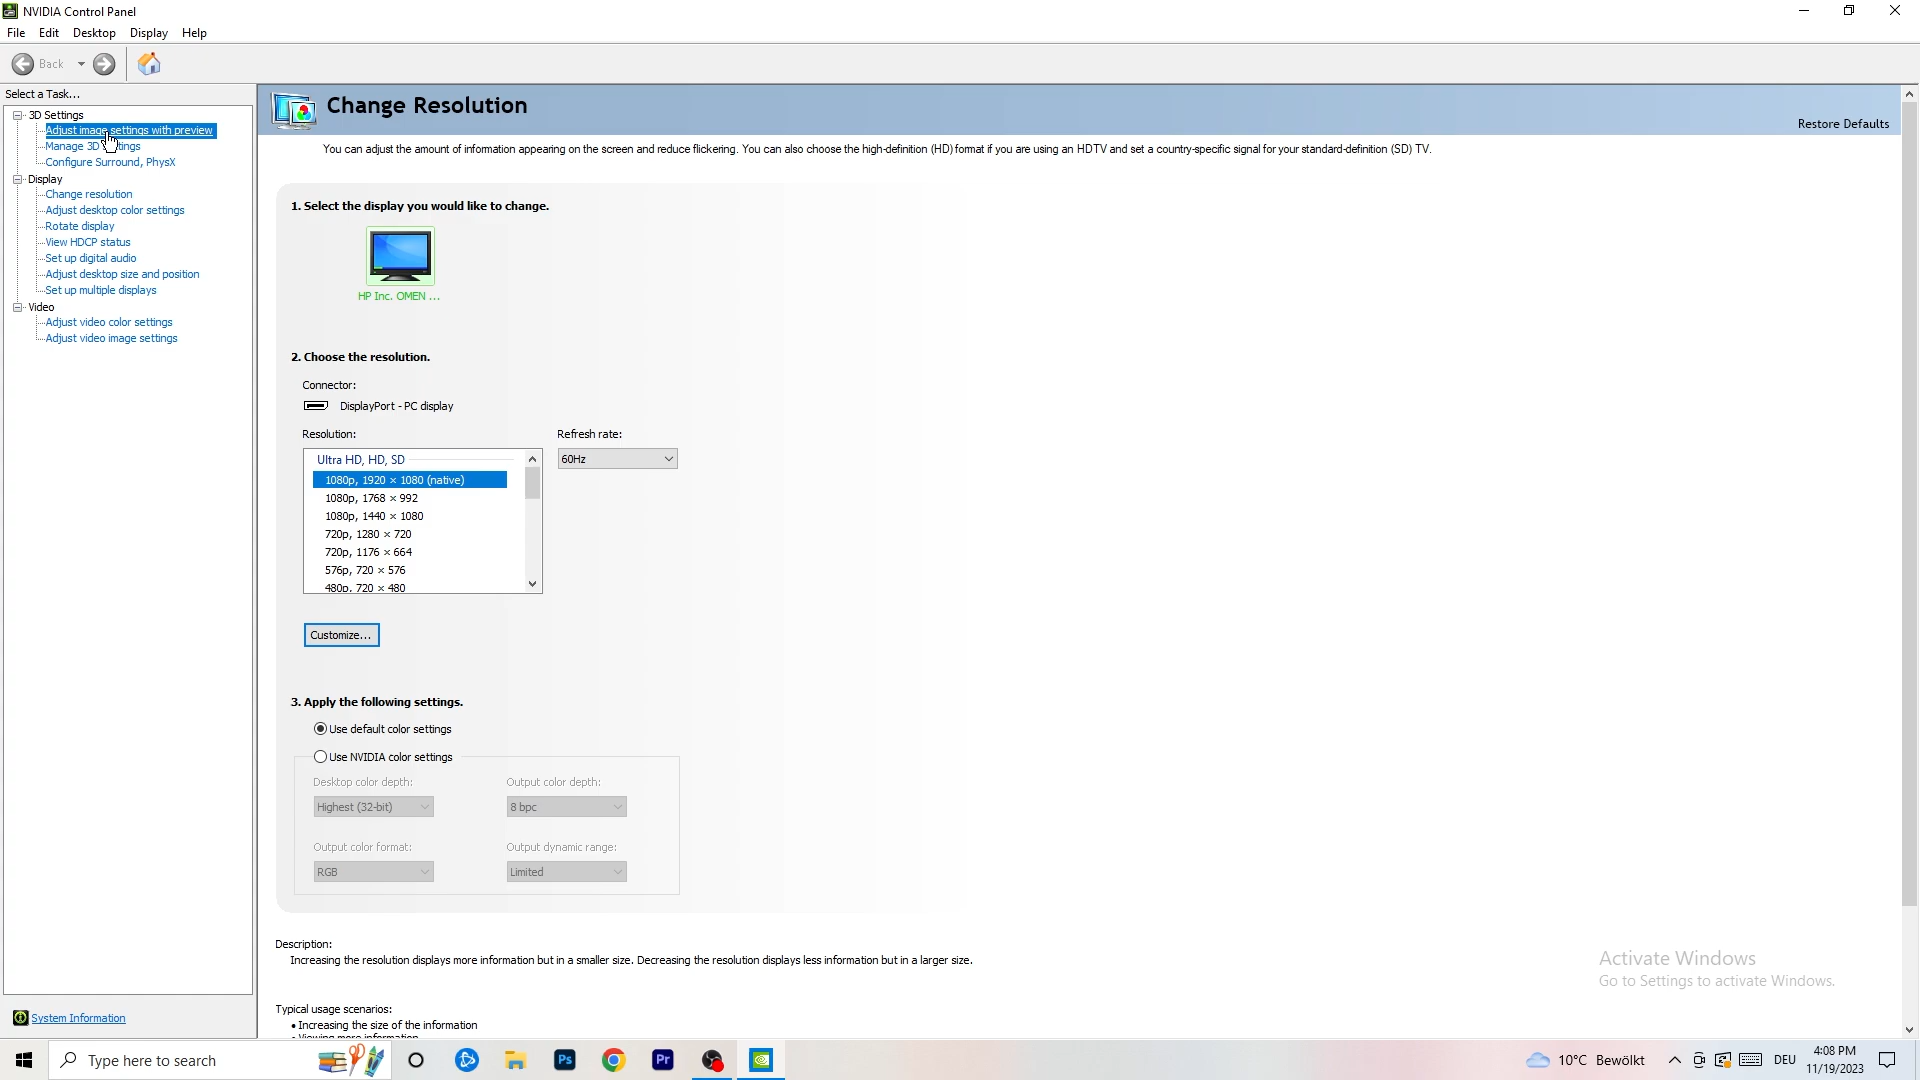 NVIDIA Control Panel
File Edit Desktop Display Help
Back
Select a Task...
3D Settings
Adjust image settings with preview
Manage 3D
Configure Surround, PhysX
Display
Change resolution
Adjust desktop color settings
Rotate display
View HDCP status
Set up digital audio
Adjust desktop size and position
Set up multiple displays
Video
Adjust video color settings
Adjust video image settings
System Information
Change Resolution
Restore Defaults
You can adjust the amount of information appearing on the screen and reduce flickering. You can also choose the high-definition (HD) format if you are using an HDTV and set a country-specific signal for your standard-definition (SD) TV.
1. Select the display you would like to change.
HP Inc. OMEN ...
2. Choose the resolution.
Connector:
DisplayPort - PC display
Resolution:
Refresh rate:
Ultra HD, HD, SD
60Hz
1080p, 1920 × 1080 (native)
1080p, 1768 × 992
1080p, 1440 × 1080
720p, 1280 × 720
720p, 1176 × 664
576p, 720 × 576
480p, 720 × 480
Customize...
3. Apply the following settings.
Use default color settings
Use NVIDIA color settings
Desktop color depth:
Output color depth:
Highest (32-bit)
8 bpc
Output color format:
Output dynamic range:
RGB
Limited
Description:
Increasing the resolution displays more information but in a smaller size. Decreasing the resolution displays less information but in a larger size.
Typical usage scenarios:
• Increasing the size of the information
• Viewing more information
Activate Windows
Go to Settings to activate Windows.
Type here to search
Ps
Pr
10°C Bewölkt
DEU
4:08 PM
11/19/2023